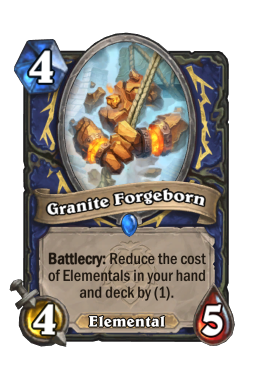 4
Granite Forgeborn
Battlecry: Reduce the cost
of Elementals in your hand
and deck by (1).
4 Elemental 5